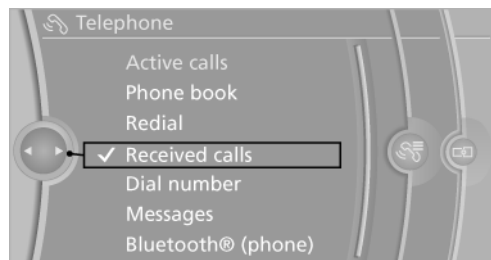 Telephone
Active calls
Phone book
Redial
✓ Received calls
Dial number
Messages
Bluetooth® (phone)